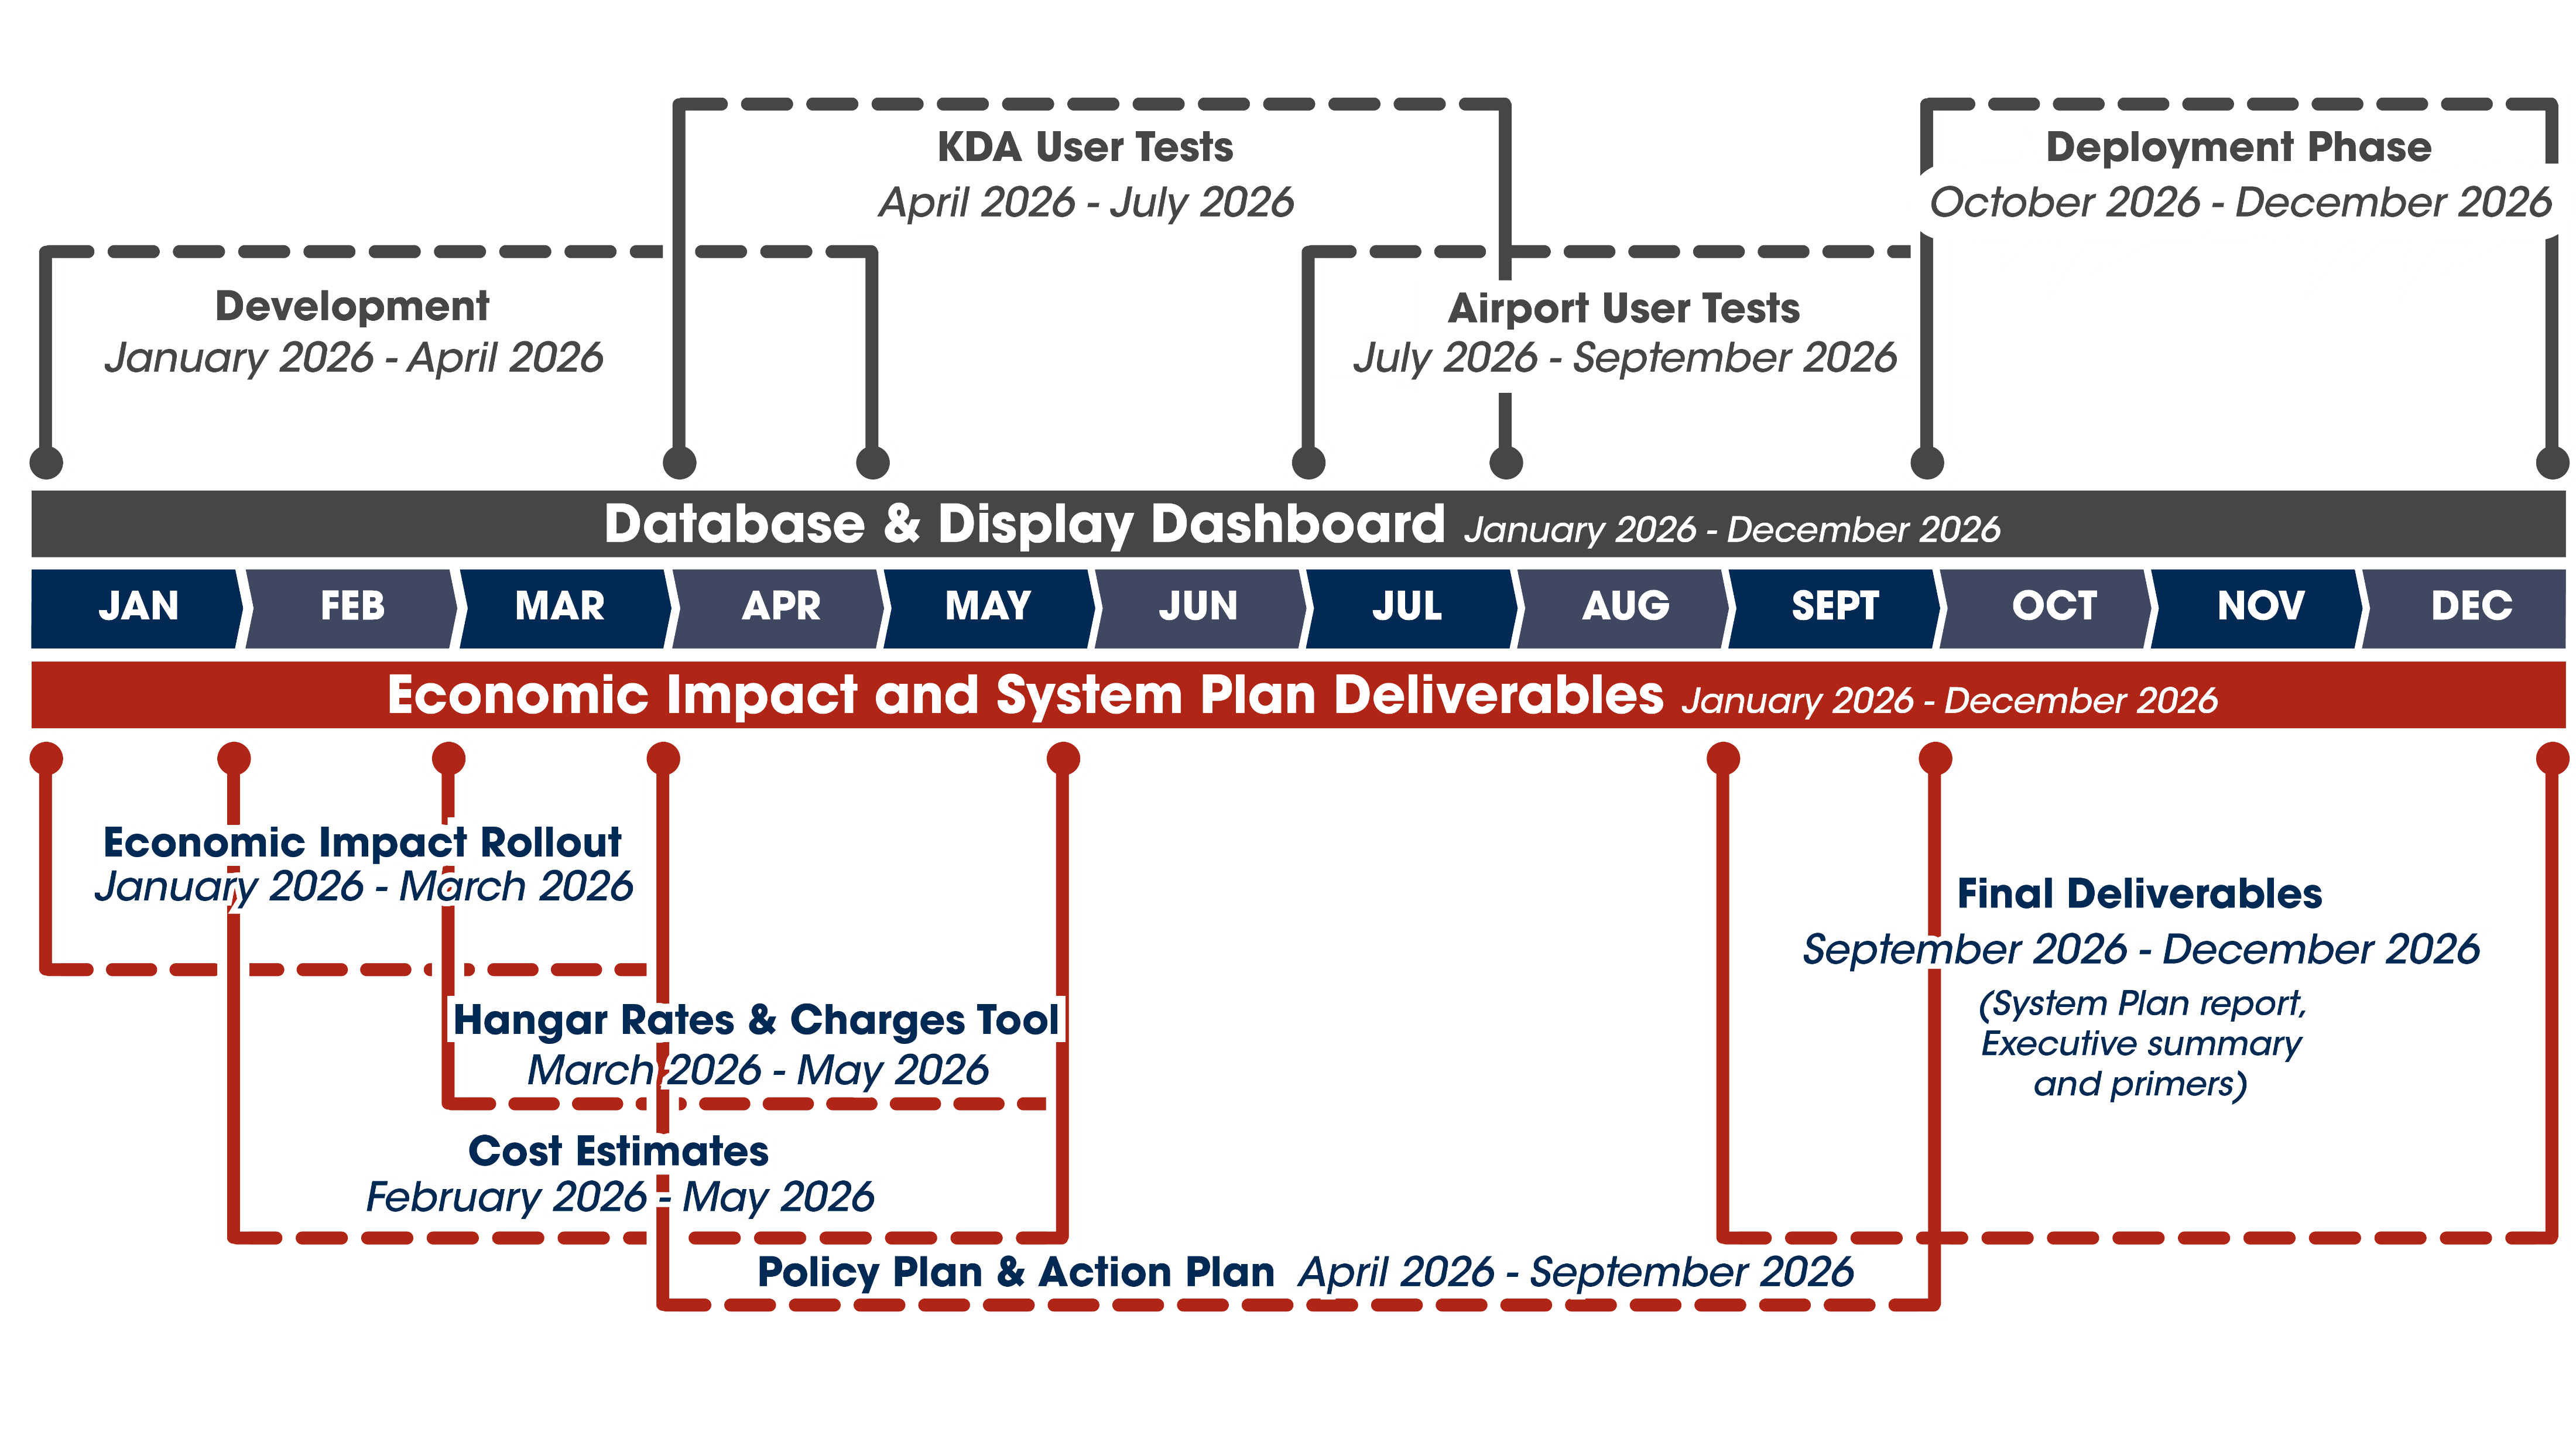 KDA User Tests
April 2026 - July 2026
Deployment Phase
October 2026 - December 2026
Development
January 2026 - April 2026
Airport User Tests
July 2026 - September 2026
Database & Display Dashboard January 2026 - December 2026
JAN FEB MAR APR MAY JUN JUL AUG SEPT OCT NOV DEC
Economic Impact and System Plan Deliverables January 2026 - December 2026
Economic Impact Rollout
January 2026 - March 2026
Final Deliverables
September 2026 - December 2026
(System Plan report,
Executive summary
and primers)
Hangar Rates & Charges Tool
March 2026 - May 2026
Cost Estimates
February 2026 - May 2026
Policy Plan & Action Plan April 2026 - September 2026